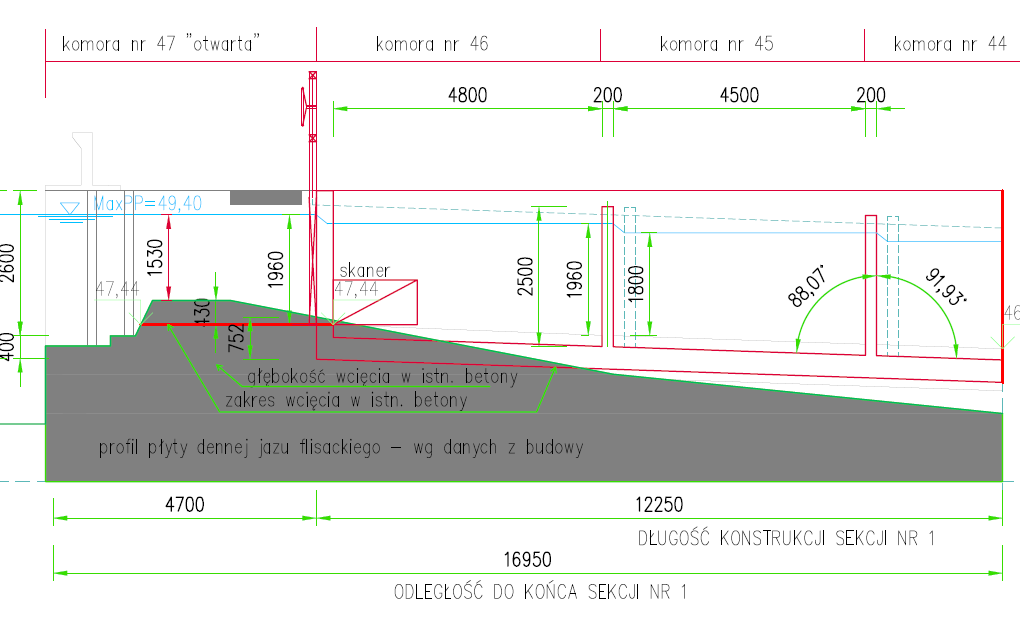 komora nr 47 "otwarta"
komora nr 46
komora nr 45
komora nr 44
4800
200
4500
200
MaxPP=49,40
2600
1530
1960
skaner
47,44
47,44
2500
1960
1800
88,07°
91,93°
46
400
430
752
głębokość wcięcia w istn. betony
zakres wcięcia w istn. betony
profil płyty dennej jazu flisackiego – wg danych z budowy
4700
12250
DŁUGOŚĆ KONSTRUKCJI SEKCJI NR 1
16950
ODLEGŁOŚĆ DO KOŃCA SEKCJI NR 1